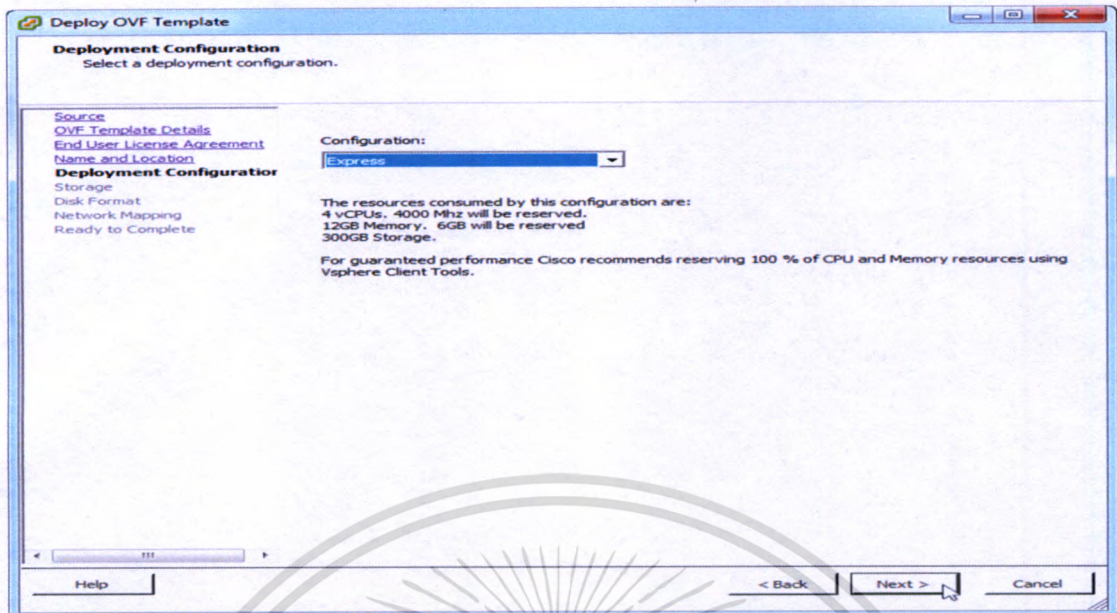 Deploy OVF Template
Deployment Configuration
Select a deployment configuration.
Source
OVF Template Details
End User License Agreement
Name and Location
Deployment Configuration
Storage
Disk Format
Network Mapping
Ready to Complete
Configuration:
Express
The resources consumed by this configuration are:
4 vCPUs. 4000 Mhz will be reserved.
12GB Memory. 6GB will be reserved
300GB Storage.
For guaranteed performance Cisco recommends reserving 100 % of CPU and Memory resources using
Vsphere Client Tools.
Help
< Back
Next >
Cancel